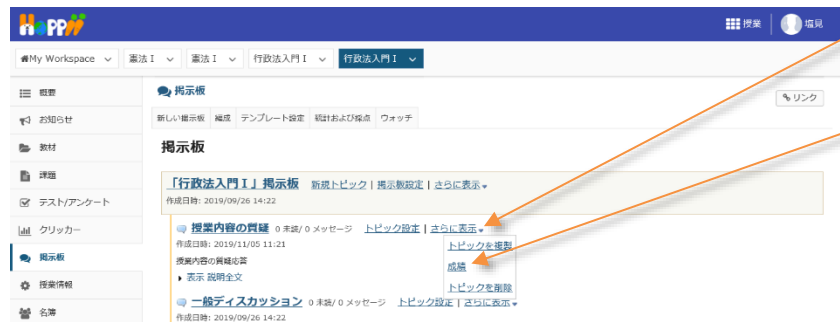 HoPPii
授業
塩見
My Workspace
憲法 I
憲法 I
行政法入門 I
行政法入門 I
概要
お知らせ
教材
課題
テスト/アンケート
クリッカー
掲示板
授業情報
名簿
掲示板
リンク
新しい掲示板 編成 テンプレート設定 統計および採点 ウォッチ
掲示板
「行政法入門 I 」掲示板 新規トピック | 掲示板設定 | さらに表示
作成日時: 2019/09/26 14:22
授業内容の質疑 0 未読/ 0 メッセージ トピック設定 | さらに表示
作成日時: 2019/11/05 11:21
授業内容の質疑応答
表示 説明全文
トピックを複製
成績
トピックを削除
一般ディスカッション 0 未読/ 0 メッセージ トピック設定 | さらに表示
作成日時: 2019/09/26 14:22